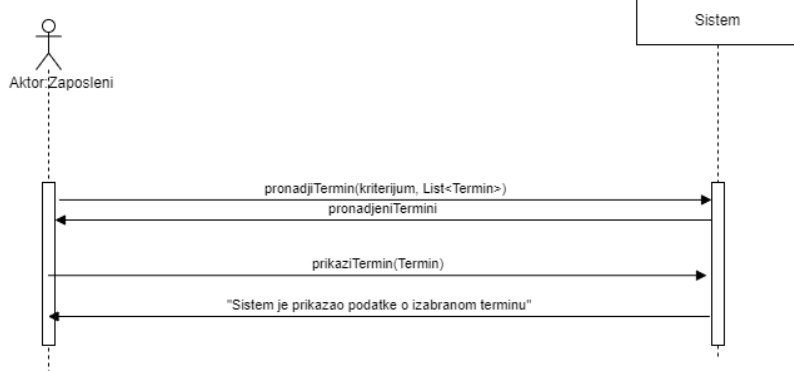 Sistem
Aktor:Zaposleni
pronadjiTermin(kriterijum, List<Termin>)
pronadjeniTermini
prikaziTermin(Termin)
"Sistem je prikazao podatke o izabranom terminu"